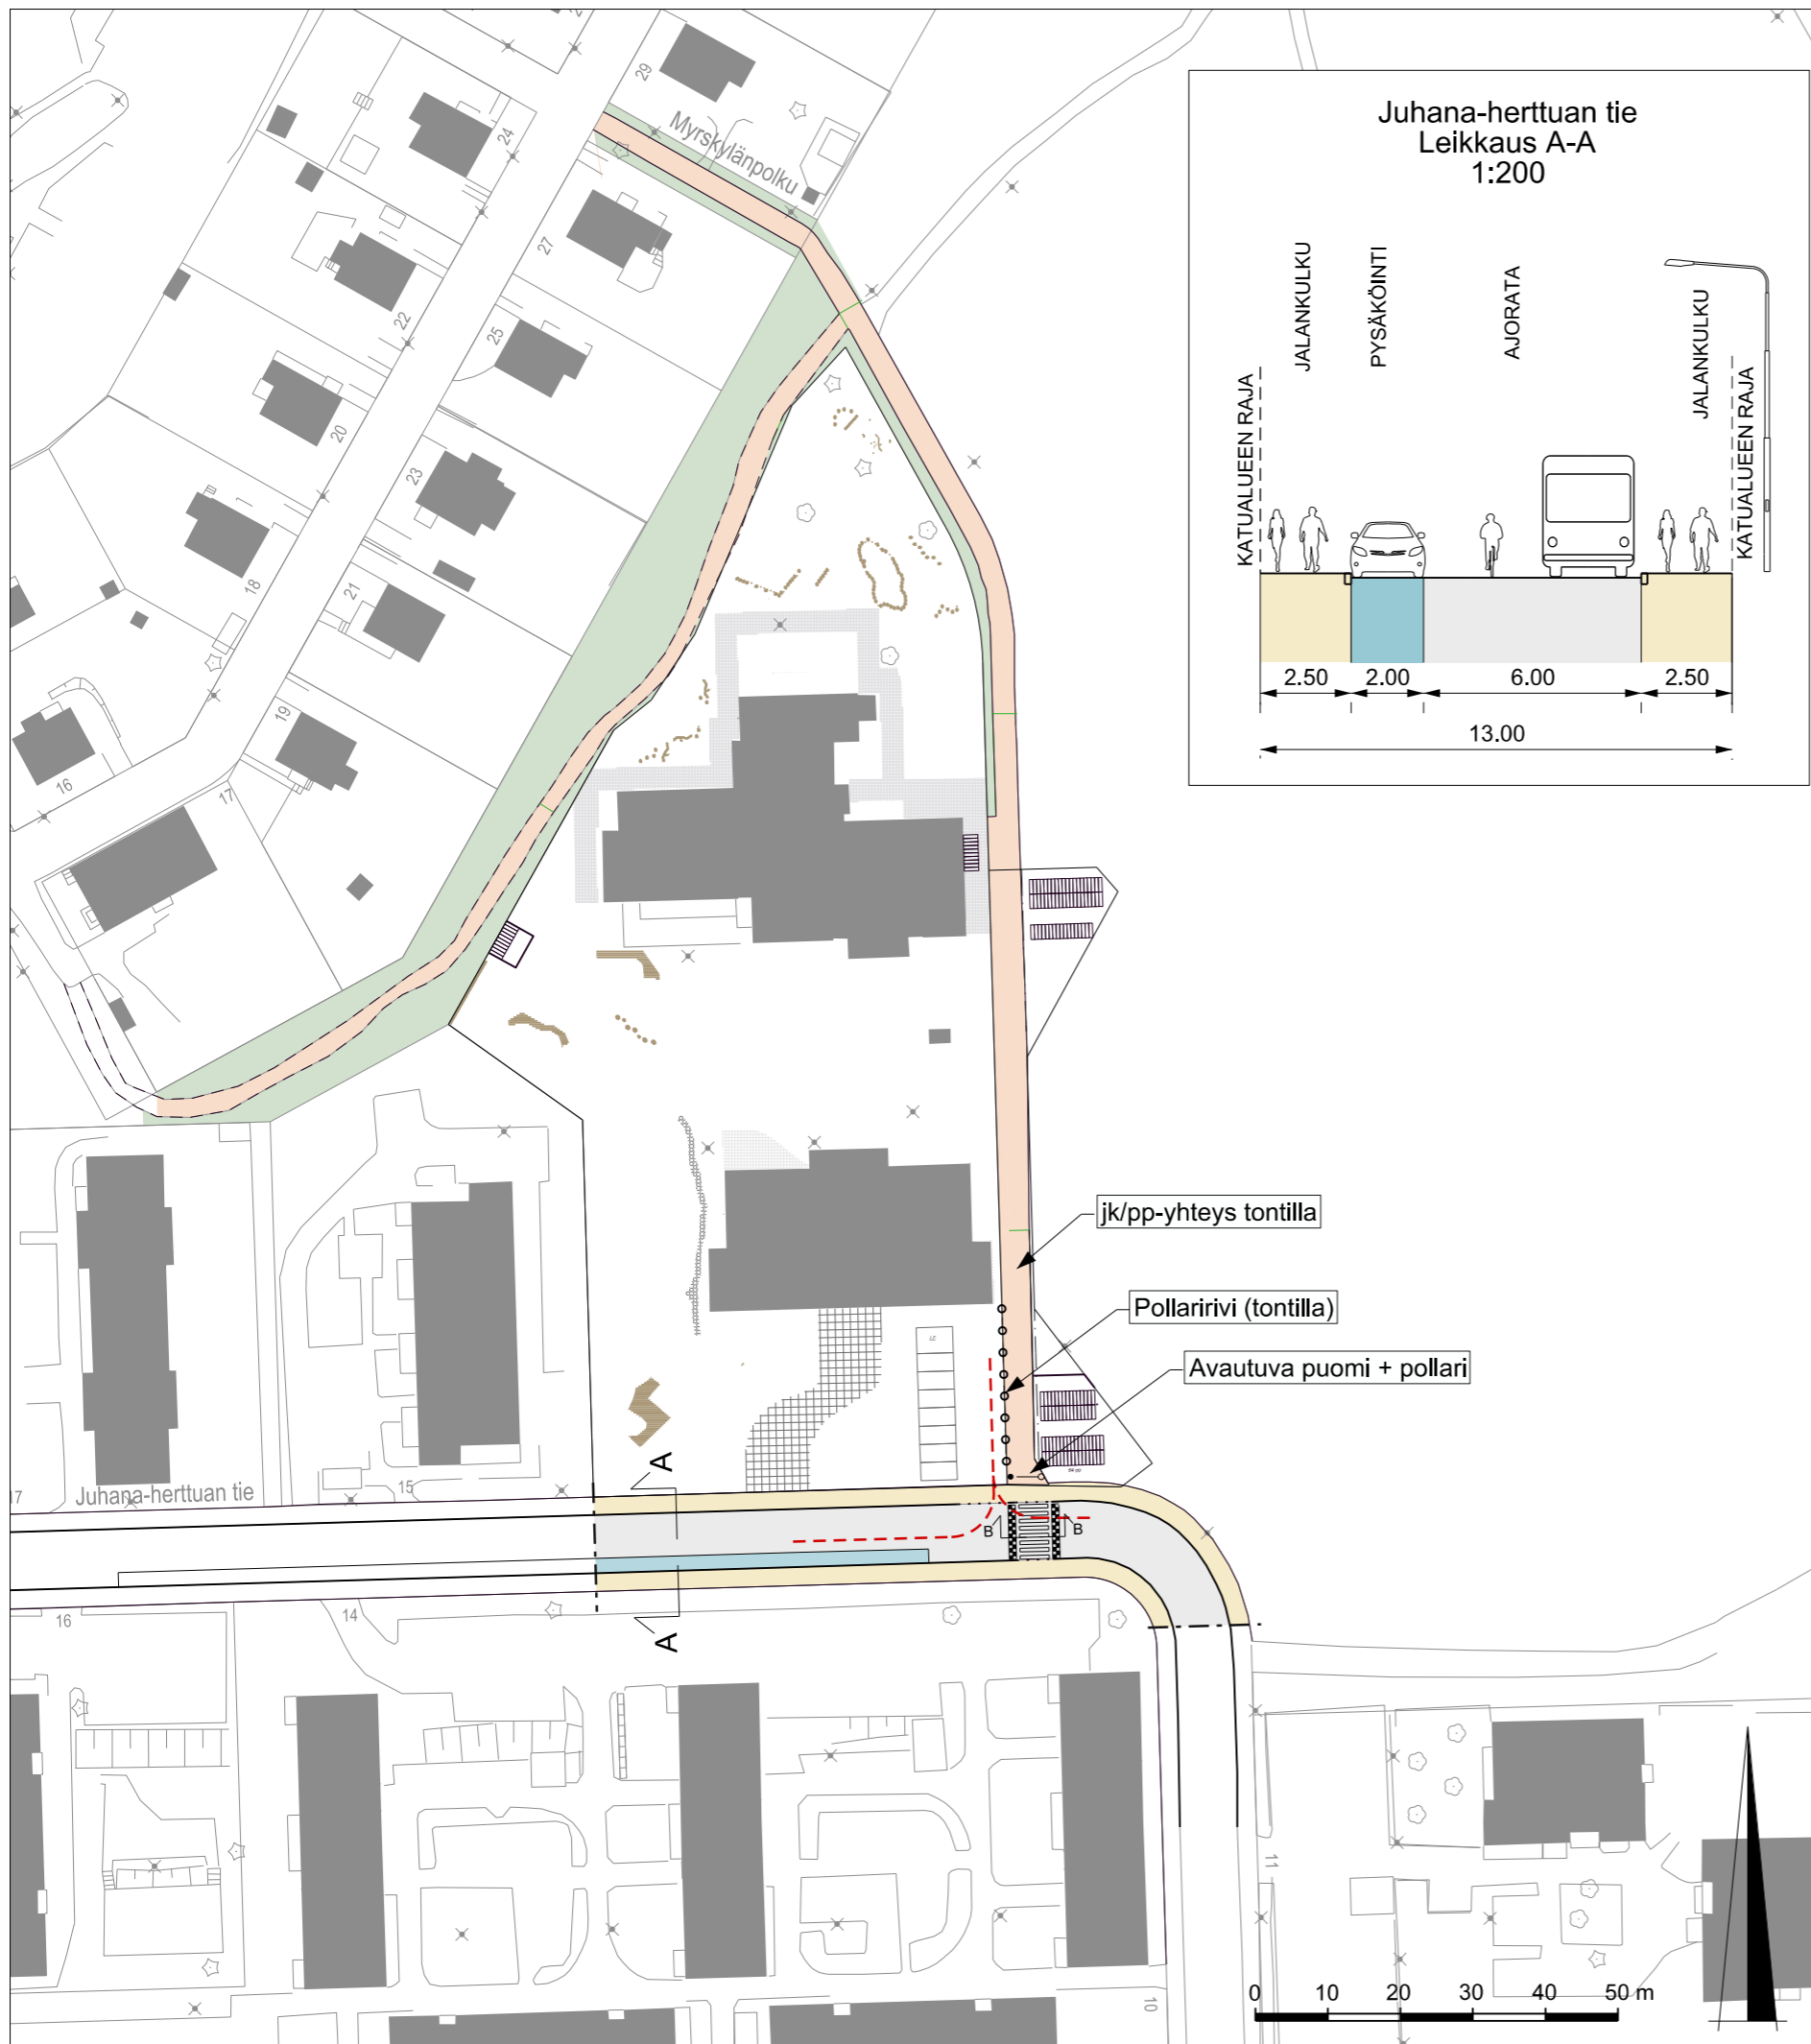 Juhana-herttuan tie
Leikkaus A-A
1:200
KATUALUEEN RAJA
JALANKULKU
PYSÄKÖINTI
AJORATA
JALANKULKU
KATUALUEEN RAJA
2.50
2.00
6.00
2.50
13.00
29
Myrskylänpolku
24
27
22
25
20
23
18
21
19
16
17
jk/pp-yhteys tontilla
Pollaririvi (tontilla)
Avautuva puomi + pollari
LE
A
17
Juhana-herttuan tie
15
B
B
16
14
A
11
10
0 10 20 30 40 50 m